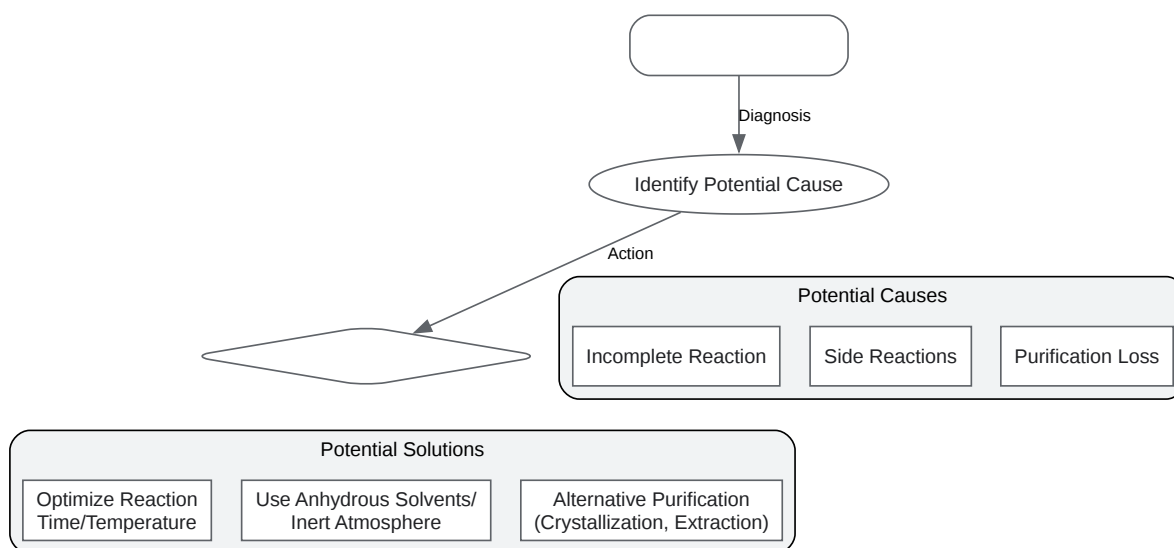 Diagnosis
Identify Potential Cause
Action
Potential Causes
Incomplete Reaction
Side Reactions
Purification Loss
Potential Solutions
Optimize Reaction
Time/Temperature
Use Anhydrous Solvents/
Inert Atmosphere
Alternative Purification
(Crystallization, Extraction)